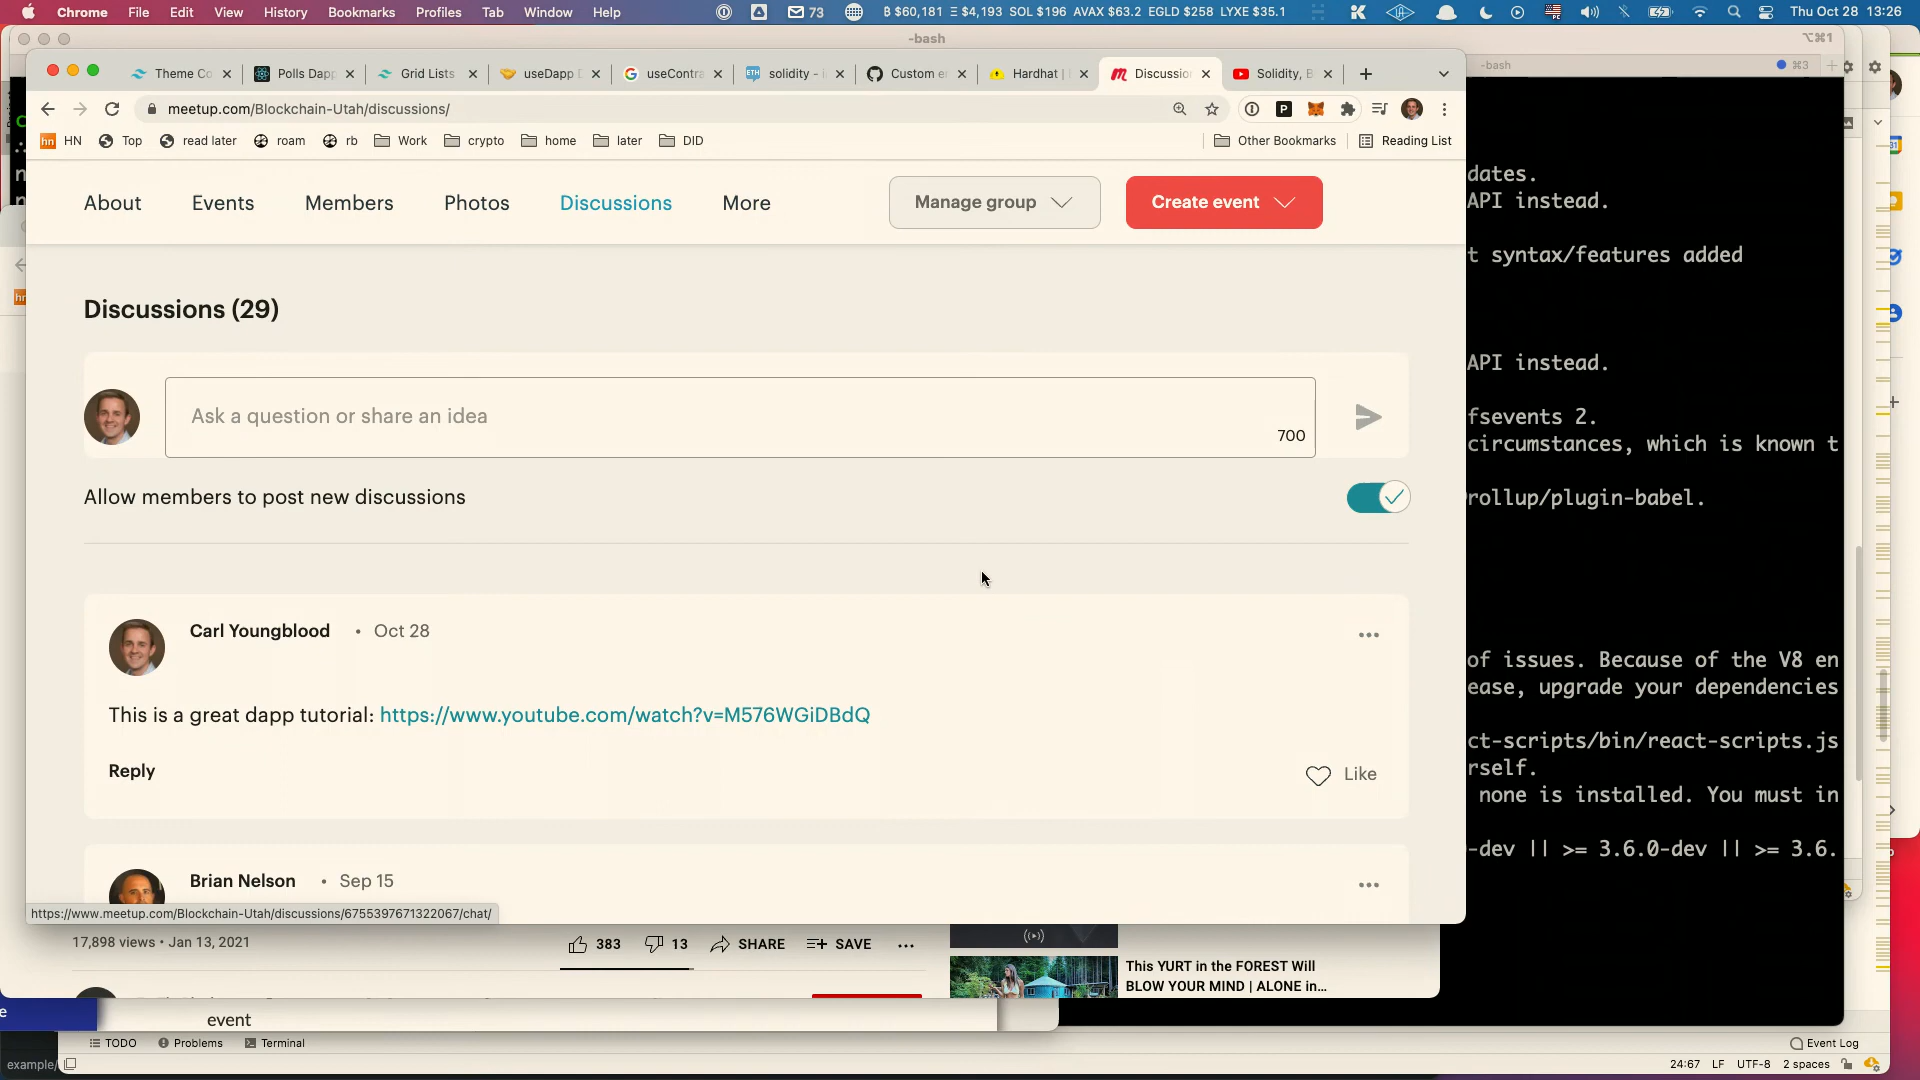 Chrome File Edit View History Bookmarks Profiles Tab Window Help
73
₿ $60,181 Ξ $4,193 SOL $196 AVAX $63.2 EGLD $258 LYXE $35.1
Thu Oct 28 13:26
-bash
⌥⌘1
-bash
⌘3
Theme Co
Polls Dapp
Grid Lists
useDapp D
useContra
solidity - i
Custom e
Hardhat |
Discussio
Solidity, B
meetup.com/Blockchain-Utah/discussions/
HN Top read later roam rb Work crypto home later DID
Other Bookmarks Reading List
About Events Members Photos Discussions More
Manage group
Create event
Discussions (29)
Ask a question or share an idea
700
Allow members to post new discussions
Carl Youngblood • Oct 28
This is a great dapp tutorial: https://www.youtube.com/watch?v=M576WGiDBdQ
Reply
Like
Brian Nelson • Sep 15
https://www.meetup.com/Blockchain-Utah/discussions/6755397671322067/chat/
dates.
API instead.
t syntax/features added
API instead.
fsevents 2.
circumstances, which is known t
rollup/plugin-babel.
of issues. Because of the V8 en
ease, upgrade your dependencies
ct-scripts/bin/react-scripts.js
rself.
none is installed. You must in
-dev || >= 3.6.0-dev || >= 3.6.
17,898 views • Jan 13, 2021
383 13 SHARE SAVE
This YURT in the FOREST Will
BLOW YOUR MIND | ALONE in...
event
TODO Problems Terminal
Event Log
example/
24:67 LF UTF-8 2 spaces